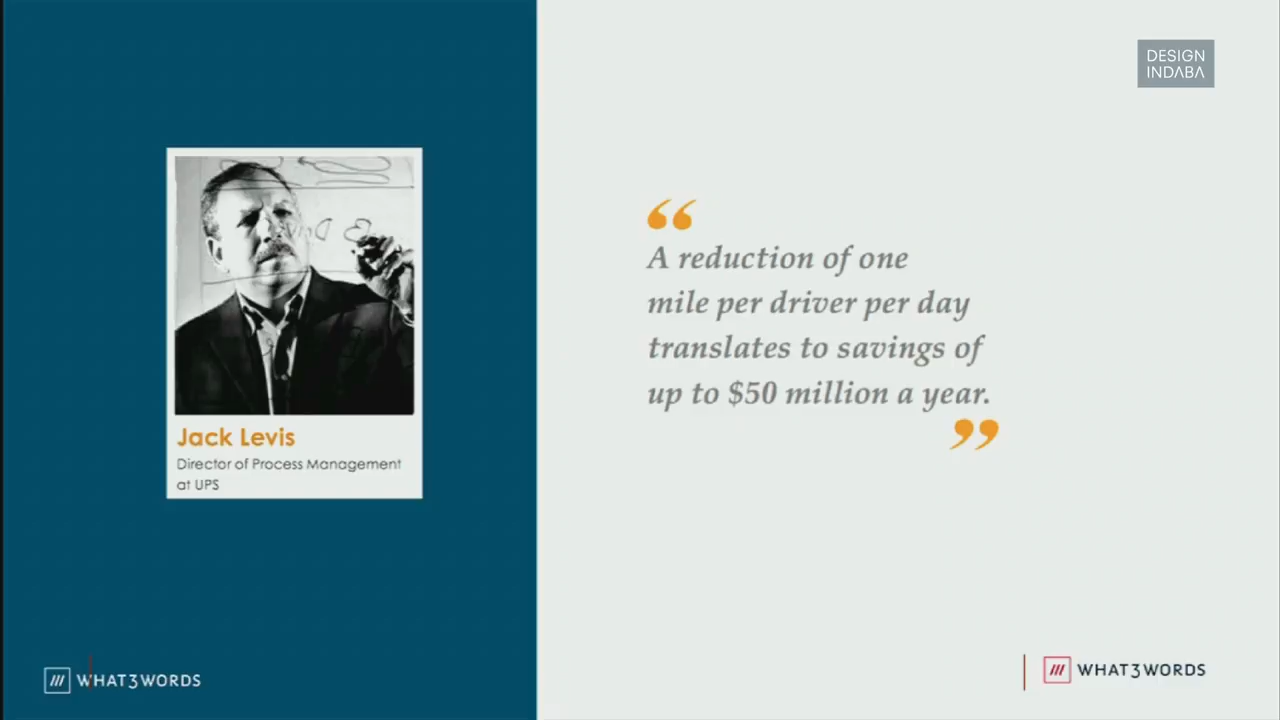 DESIGN
INDABA
“
A reduction of one
mile per driver per day
translates to savings of
up to $50 million a year.
”
Jack Levis
Director of Process Management
at UPS
WHAT3WORDS
WHAT3WORDS